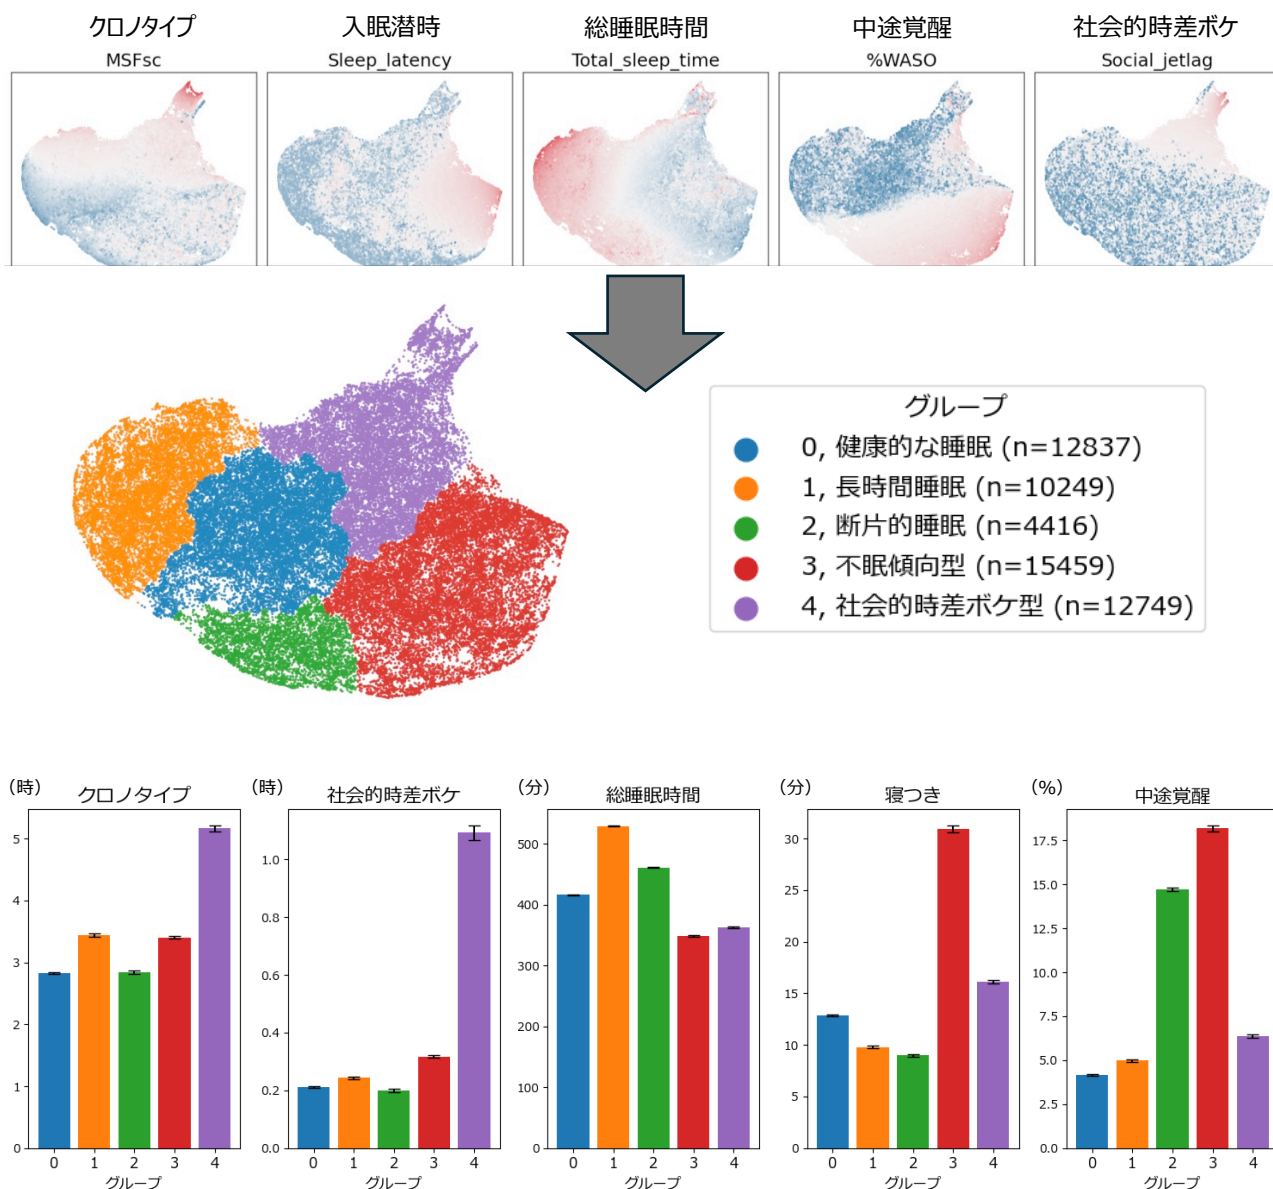 クロノタイプ 入眠潜時 総睡眠時間 中途覚醒 社会的時差ボケ
MSFsc Sleep_latency Total_sleep_time %WASO Social_jetlag
グループ
0, 健康的な睡眠 (n=12837)
1, 長時間睡眠 (n=10249)
2, 断片的睡眠 (n=4416)
3, 不眠傾向型 (n=15459)
4, 社会的時差ボケ型 (n=12749)
（時）
クロノタイプ
5
4
3
2
1
0
0 1 2 3 4
グループ
（時）
社会的時差ボケ
1.0
0.8
0.6
0.4
0.2
0.0
0 1 2 3 4
グループ
（分）
総睡眠時間
500
400
300
200
100
0
0 1 2 3 4
グループ
（分）
寝つき
30
25
20
15
10
5
0
0 1 2 3 4
グループ
（%）
中途覚醒
17.5
15.0
12.5
10.0
7.5
5.0
2.5
0.0
0 1 2 3 4
グループ